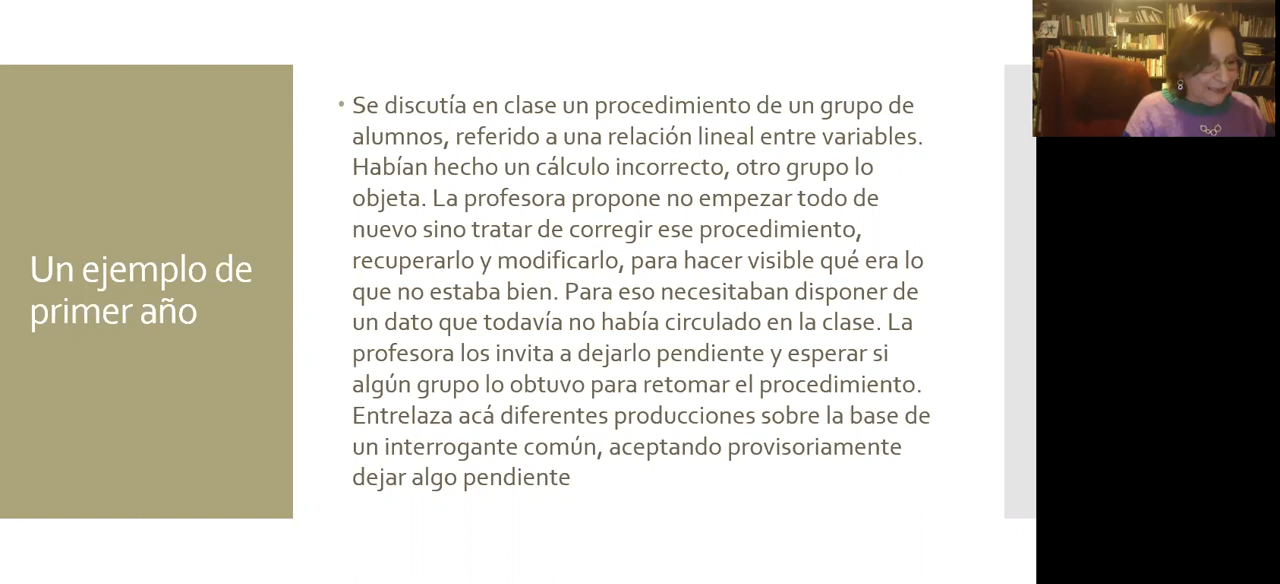 Un ejemplo de
primer año
• Se discutía en clase un procedimiento de un grupo de
alumnos, referido a una relación lineal entre variables.
Habían hecho un cálculo incorrecto, otro grupo lo
objeta. La profesora propone no empezar todo de
nuevo sino tratar de corregir ese procedimiento,
recuperarlo y modificarlo, para hacer visible qué era lo
que no estaba bien. Para eso necesitaban disponer de
un dato que todavía no había circulado en la clase. La
profesora los invita a dejarlo pendiente y esperar si
algún grupo lo obtuvo para retomar el procedimiento.
Entrelaza acá diferentes producciones sobre la base de
un interrogante común, aceptando provisoriamente
dejar algo pendiente